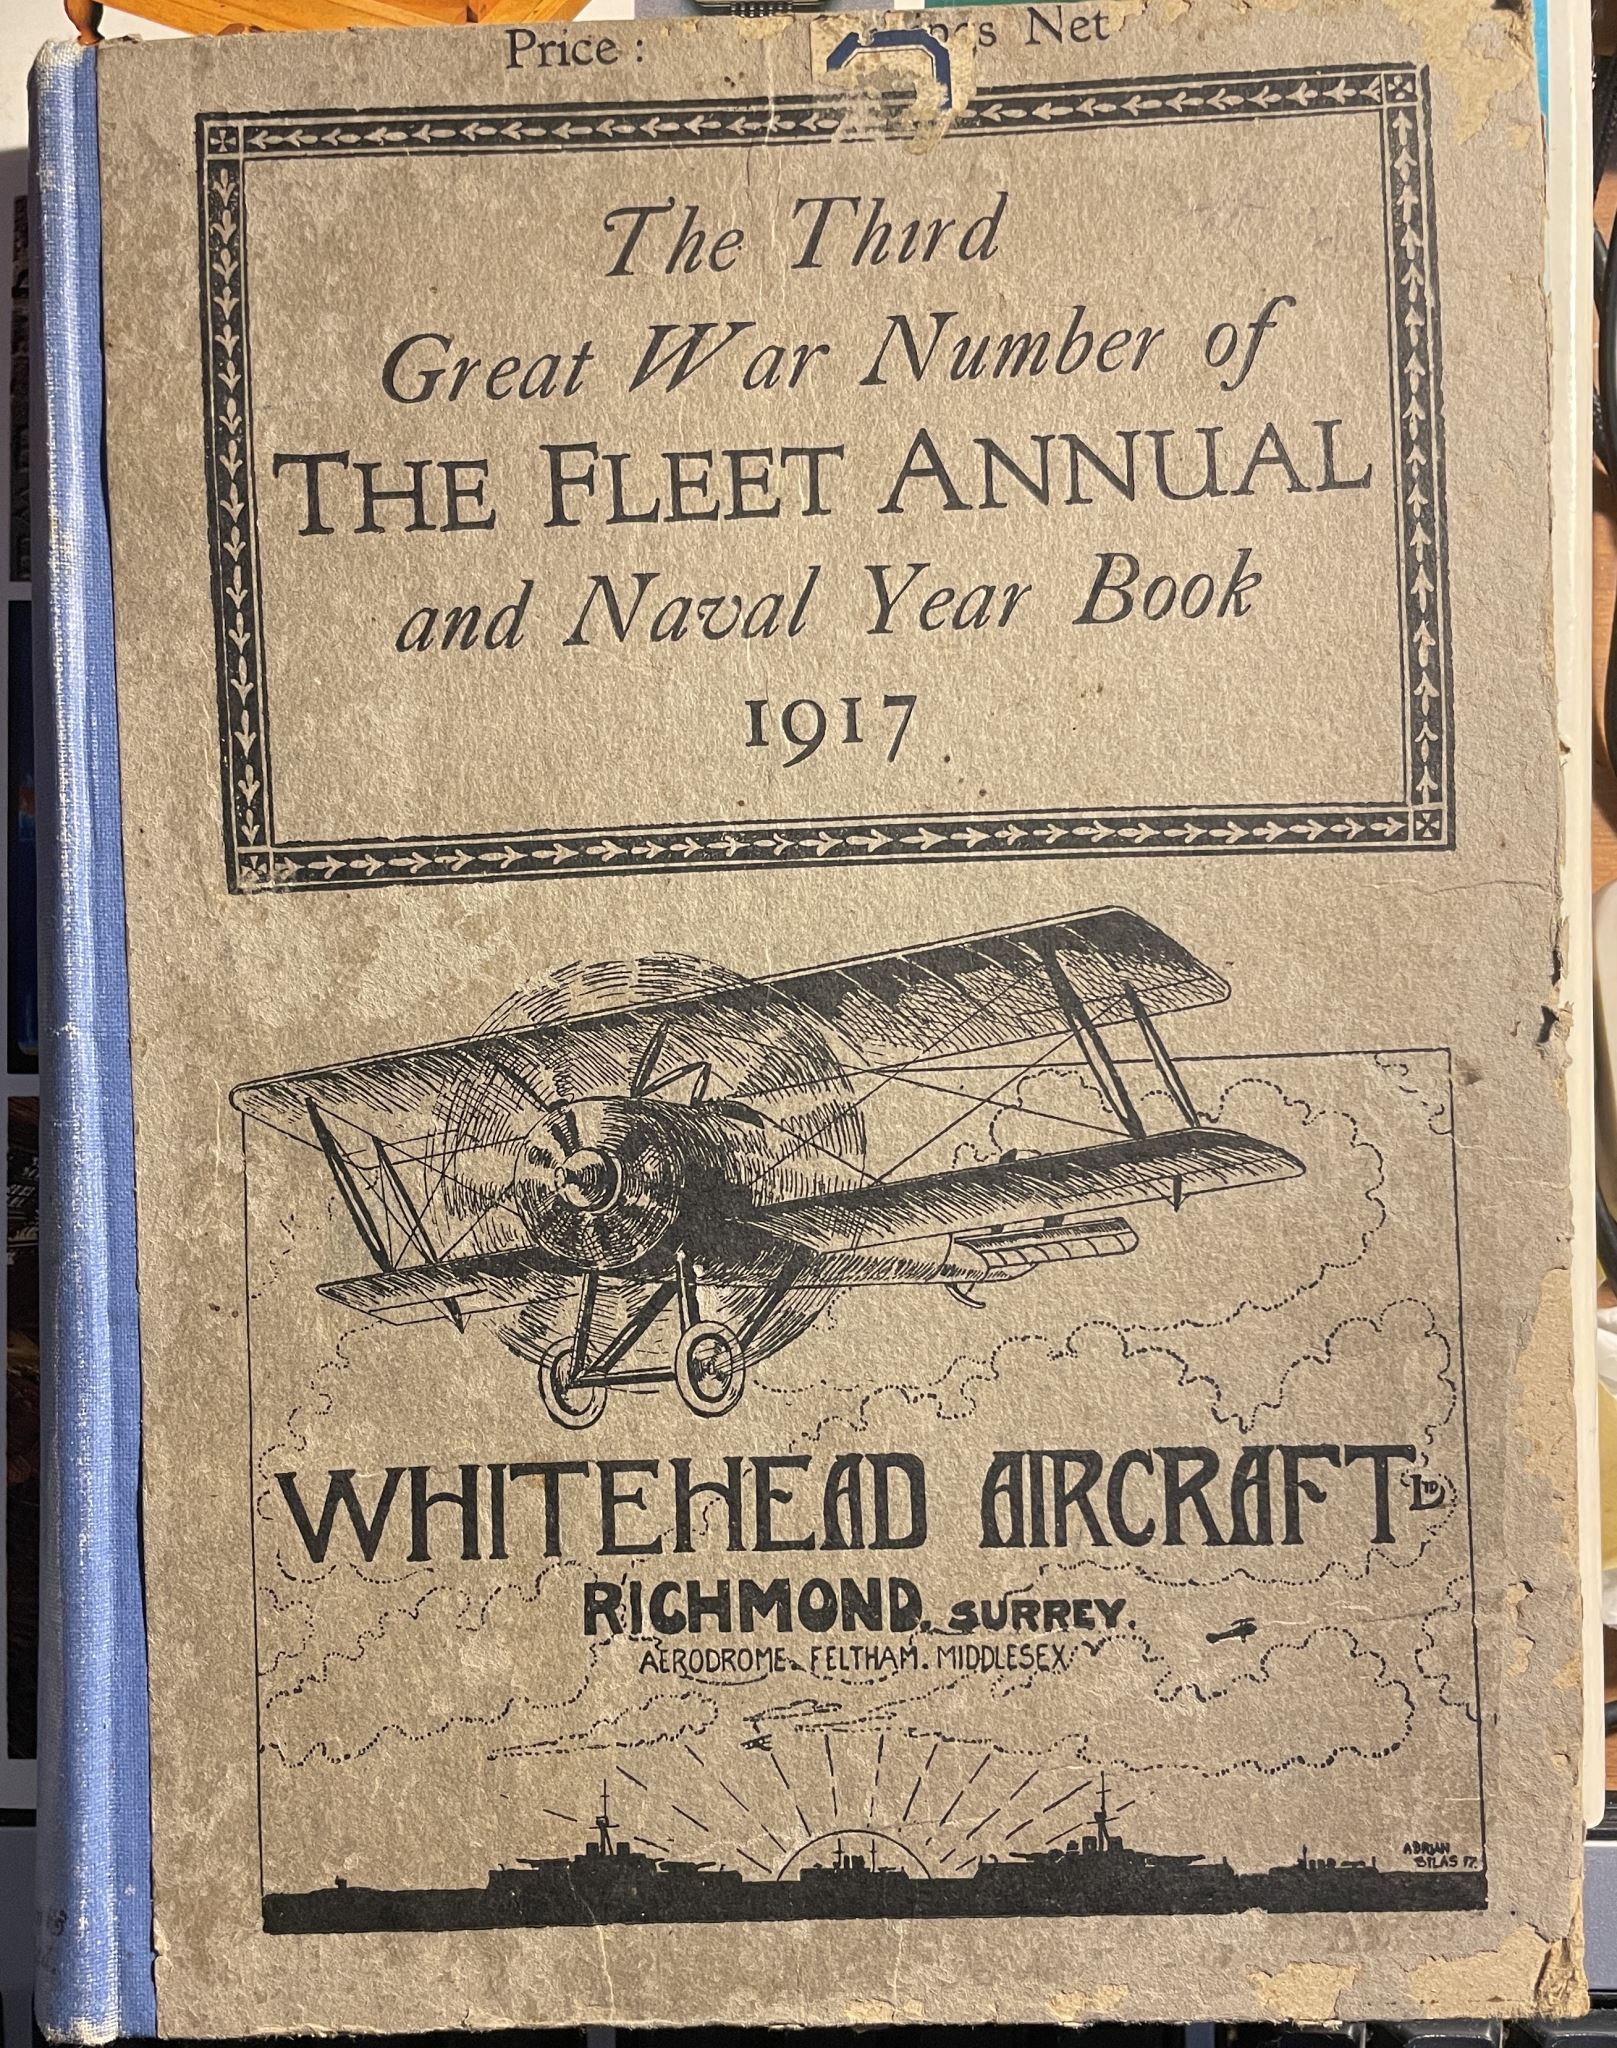 Price : Net
The Third
Great War Number of
THE FLEET ANNUAL
and Naval Year Book
1917
WHITEHEAD AIRCRAFT LTD
RICHMOND. SURREY.
AERODROME. FELTHAM. MIDDLESEX
ADRIAN
17.